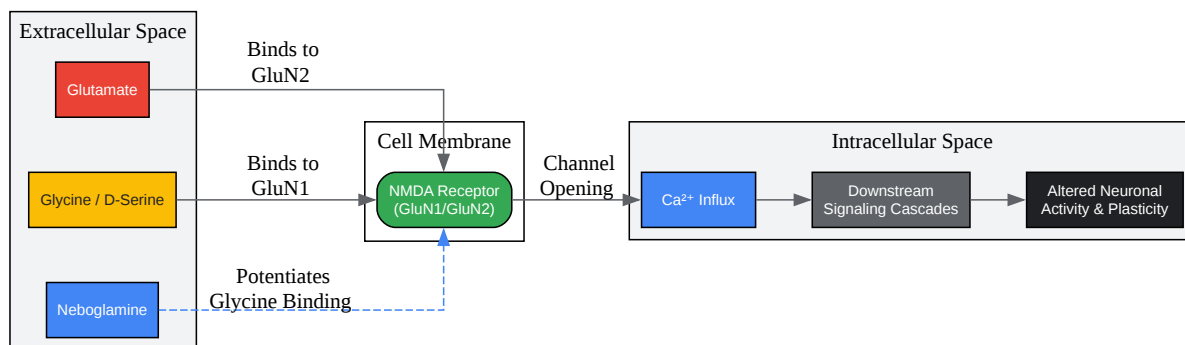 Extracellular Space
Glutamate
Binds to
GluN2
Glycine / D-Serine
Binds to
GluN1
Neboglamine
Potentiates
Glycine Binding
Cell Membrane
NMDA Receptor
(GluN1/GluN2)
Channel
Opening
Intracellular Space
Ca²⁺ Influx
Downstream
Signaling Cascades
Altered Neuronal
Activity & Plasticity